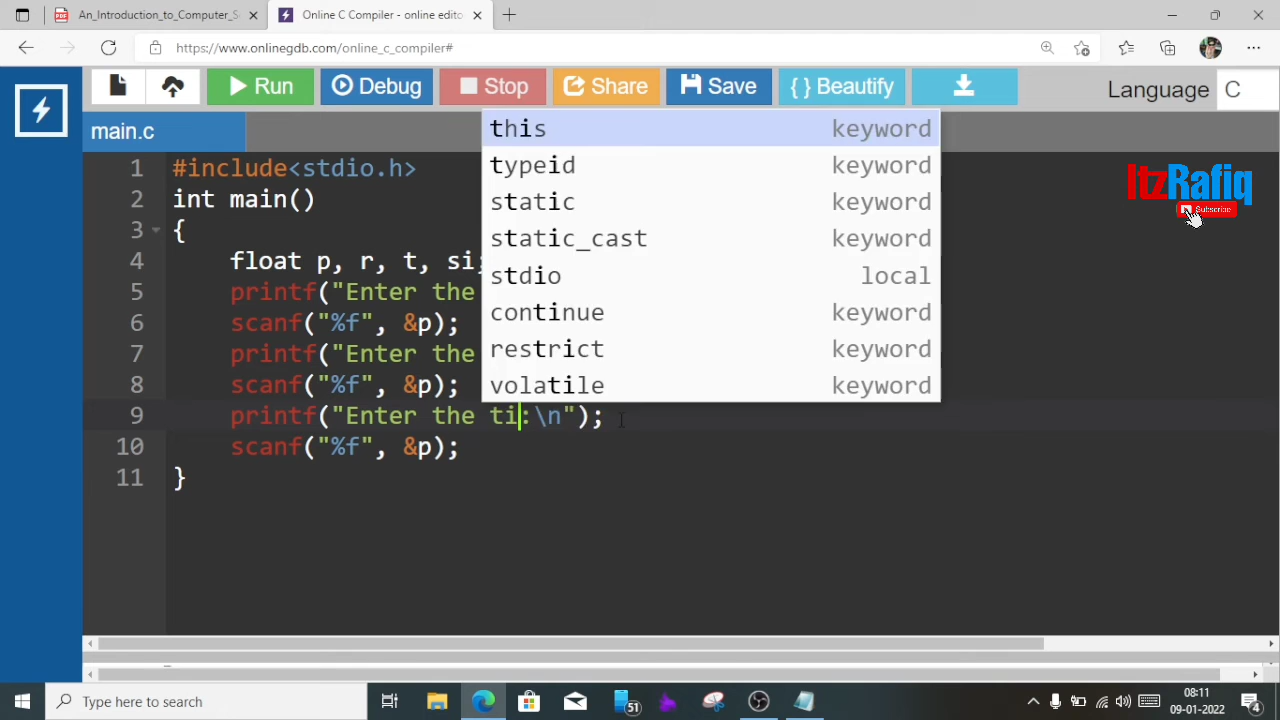 An_Introduction_to_Computer_S
Online C Compiler - online edito
https://www.onlinegdb.com/online_c_compiler#
Run
Debug
Stop
Share
Save
{ } Beautify
Language
C
main.c
this keyword
typeid keyword
static keyword
static_cast keyword
stdio local
continue keyword
restrict keyword
volatile keyword
1 #include<stdio.h>
2 int main()
3 {
4 float p, r, t, si;
5 printf("Enter the
6 scanf("%f", &p);
7 printf("Enter the
8 scanf("%f", &p);
9 printf("Enter the ti:\n");
10 scanf("%f", &p);
11 }
ItzRafiq
Subscribe
Type here to search
51
08:11
09-01-2022
4